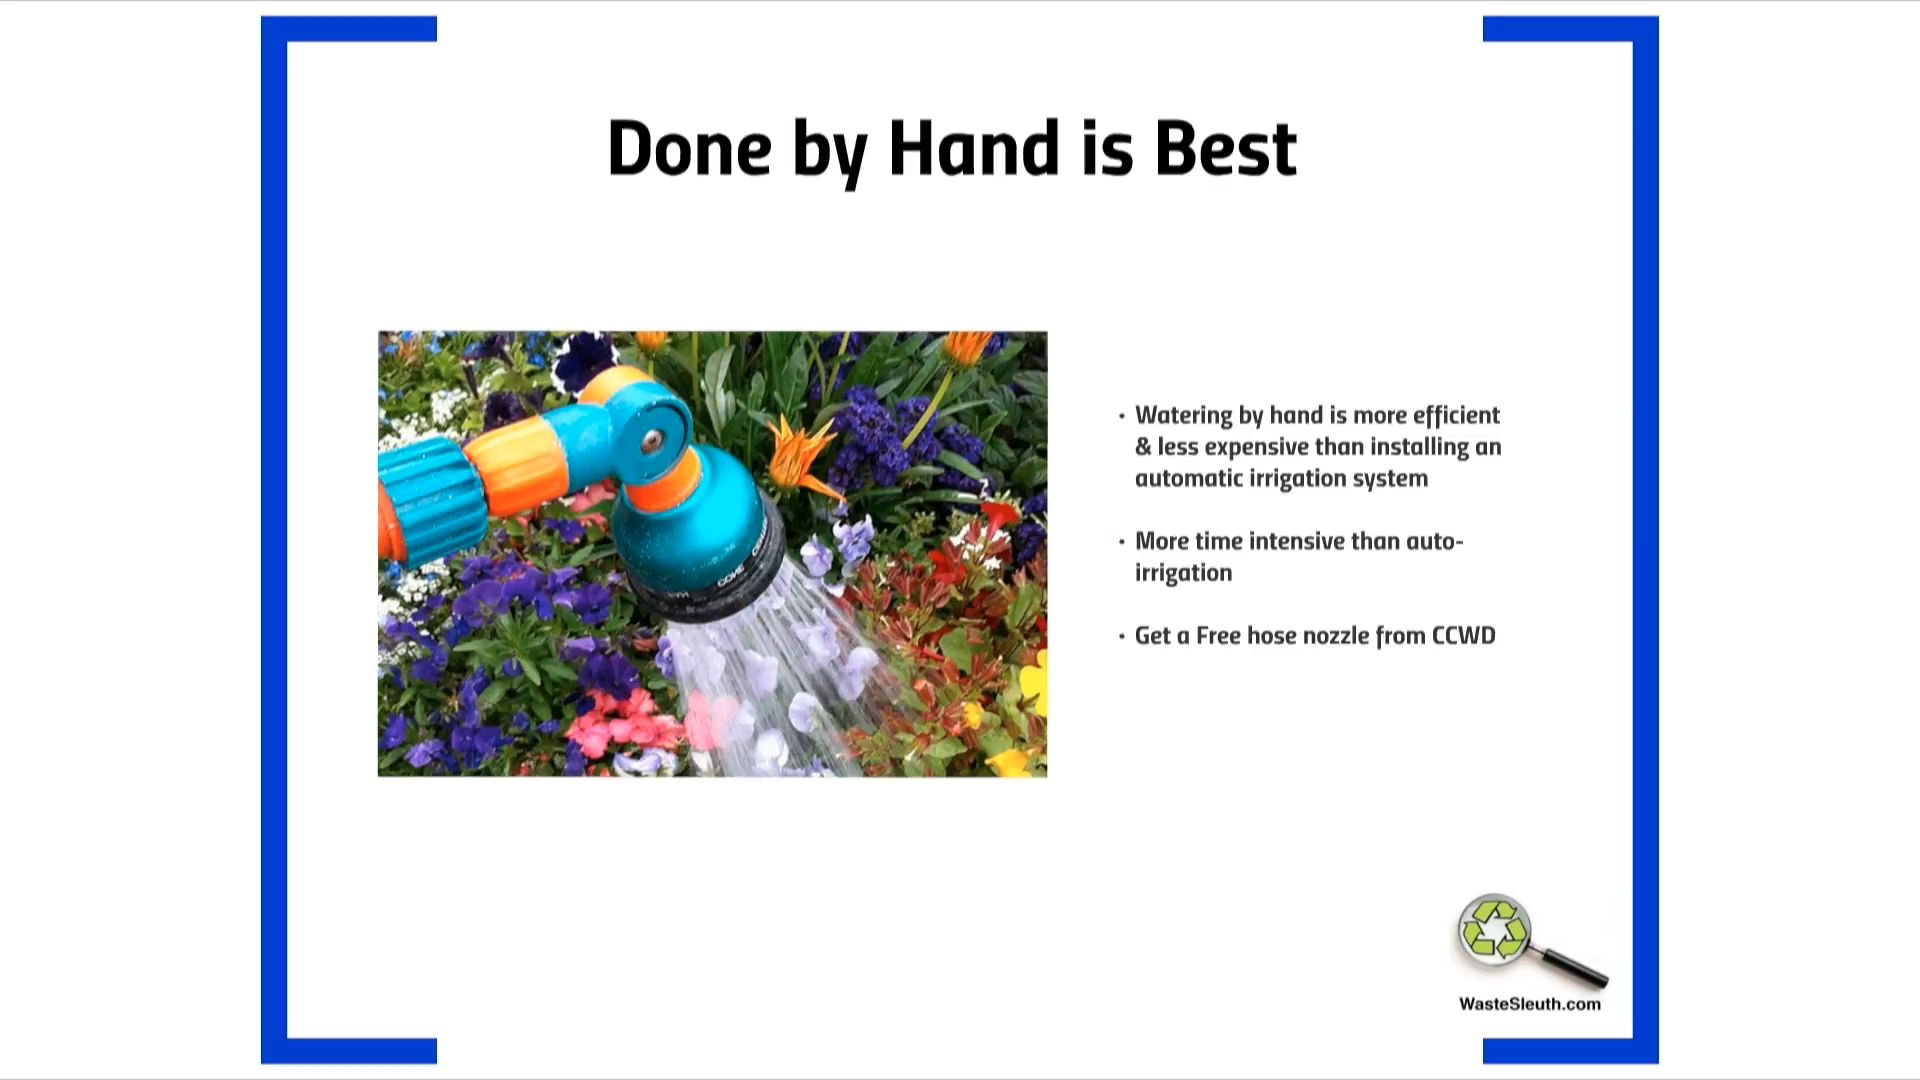 Done by Hand is Best
CONE
• Watering by hand is more efficient
& less expensive than installing an
automatic irrigation system
• More time intensive than auto-
irrigation
• Get a Free hose nozzle from CCWD
WasteSleuth.com